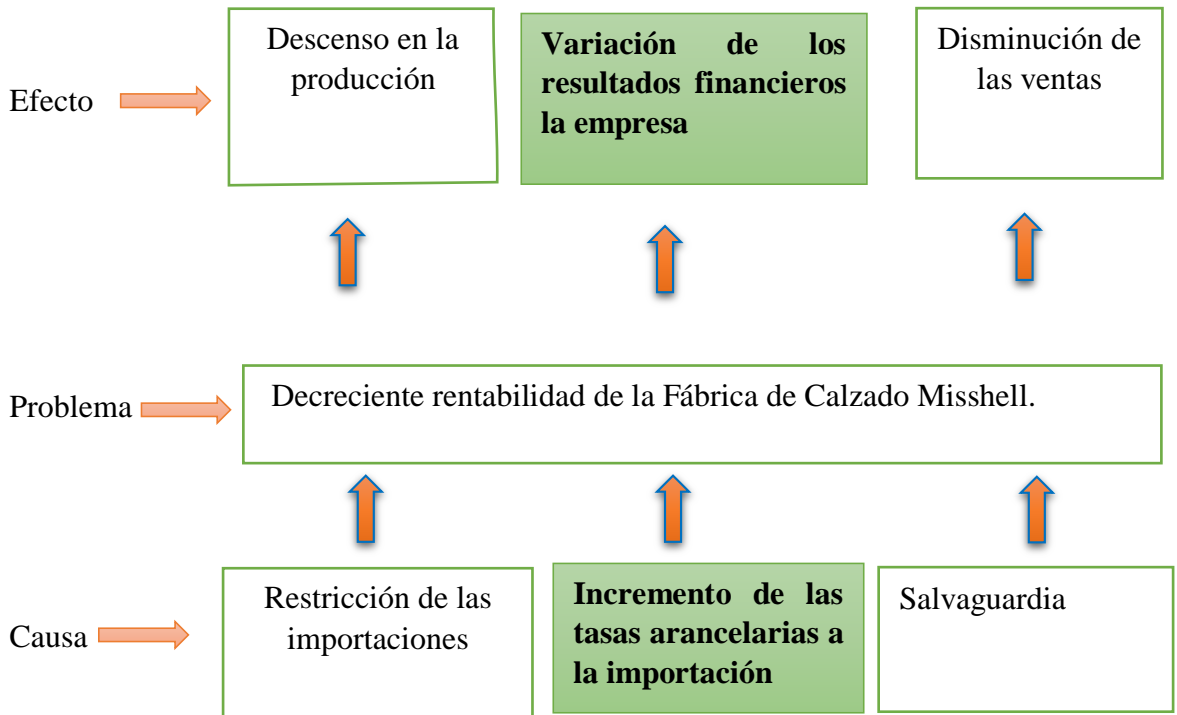 Descenso en la
producción
Variación de los
resultados financieros
la empresa
Disminución de
las ventas
Efecto
Problema
Decreciente rentabilidad de la Fábrica de Calzado Misshell.
Restricción de las
importaciones
Incremento de las
tasas arancelarias a
la importación
Salvaguardia
Causa